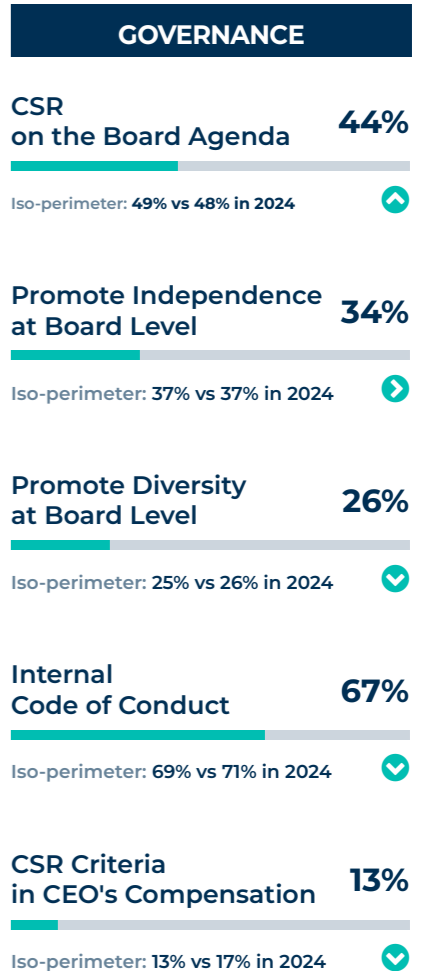 GOVERNANCE
CSR
on the Board Agenda
44%
Iso-perimeter: 49% vs 48% in 2024
Promote Independence
at Board Level
34%
Iso-perimeter: 37% vs 37% in 2024
Promote Diversity
at Board Level
26%
Iso-perimeter: 25% vs 26% in 2024
Internal
Code of Conduct
67%
Iso-perimeter: 69% vs 71% in 2024
CSR Criteria
in CEO's Compensation
13%
Iso-perimeter: 13% vs 17% in 2024